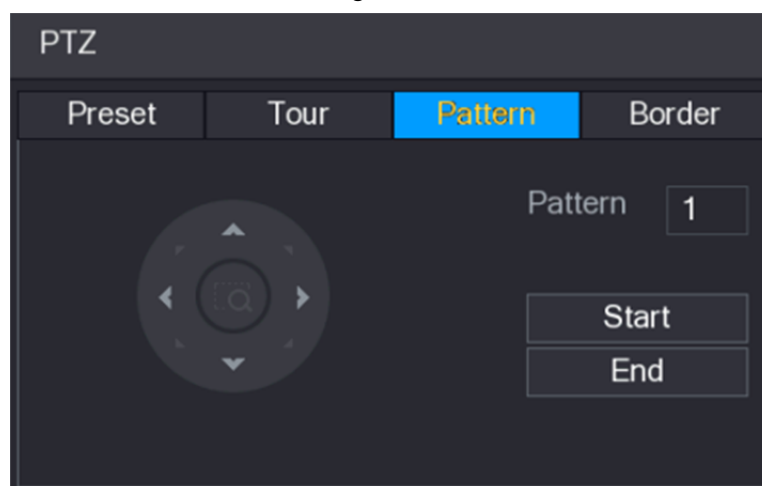 PTZ
Preset Tour Pattern Border
Pattern 1
Start
End